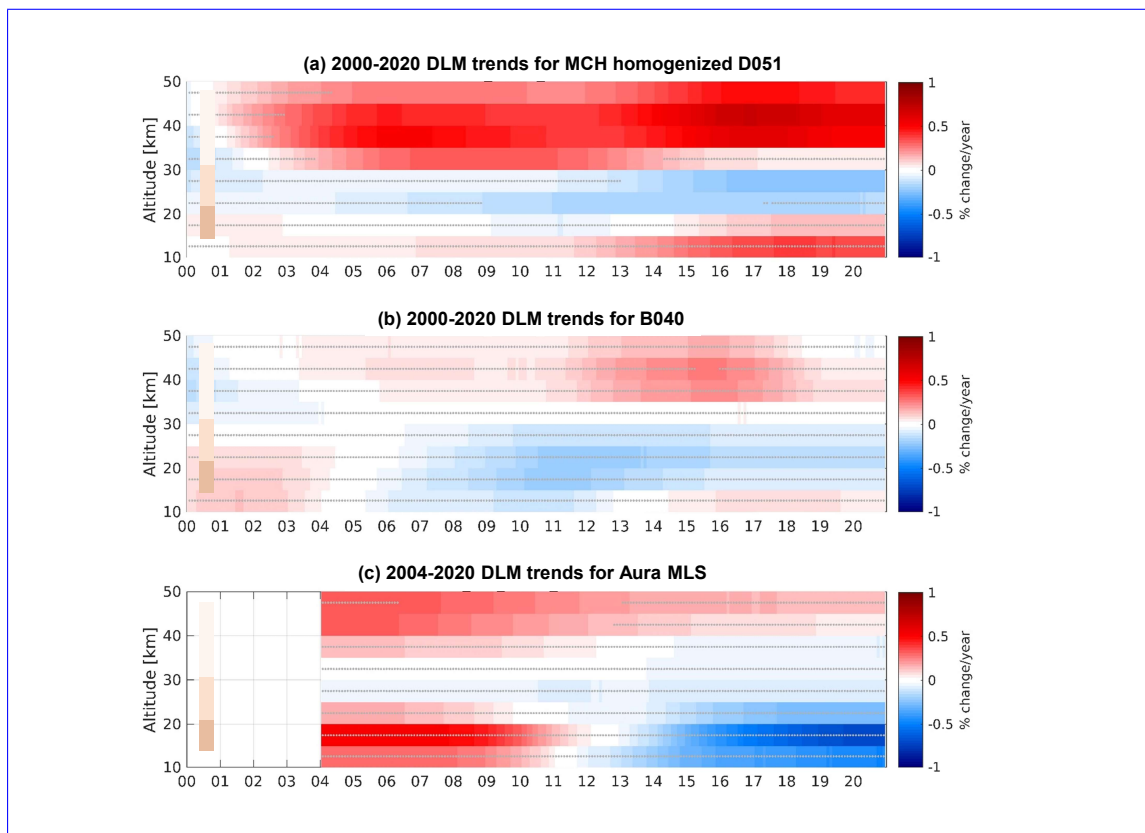 (a) 2000-2020 DLM trends for MCH homogenized D051
50
40
30
20
10
Altitude [km]
00 01 02 03 04 05 06 07 08 09 10 11 12 13 14 15 16 17 18 19 20
1
0.5
0
-0.5
-1
% change/year
(b) 2000-2020 DLM trends for B040
50
40
30
20
10
Altitude [km]
00 01 02 03 04 05 06 07 08 09 10 11 12 13 14 15 16 17 18 19 20
1
0.5
0
-0.5
-1
% change/year
(c) 2004-2020 DLM trends for Aura MLS
50
40
30
20
10
Altitude [km]
00 01 02 03 04 05 06 07 08 09 10 11 12 13 14 15 16 17 18 19 20
1
0.5
0
-0.5
-1
% change/year